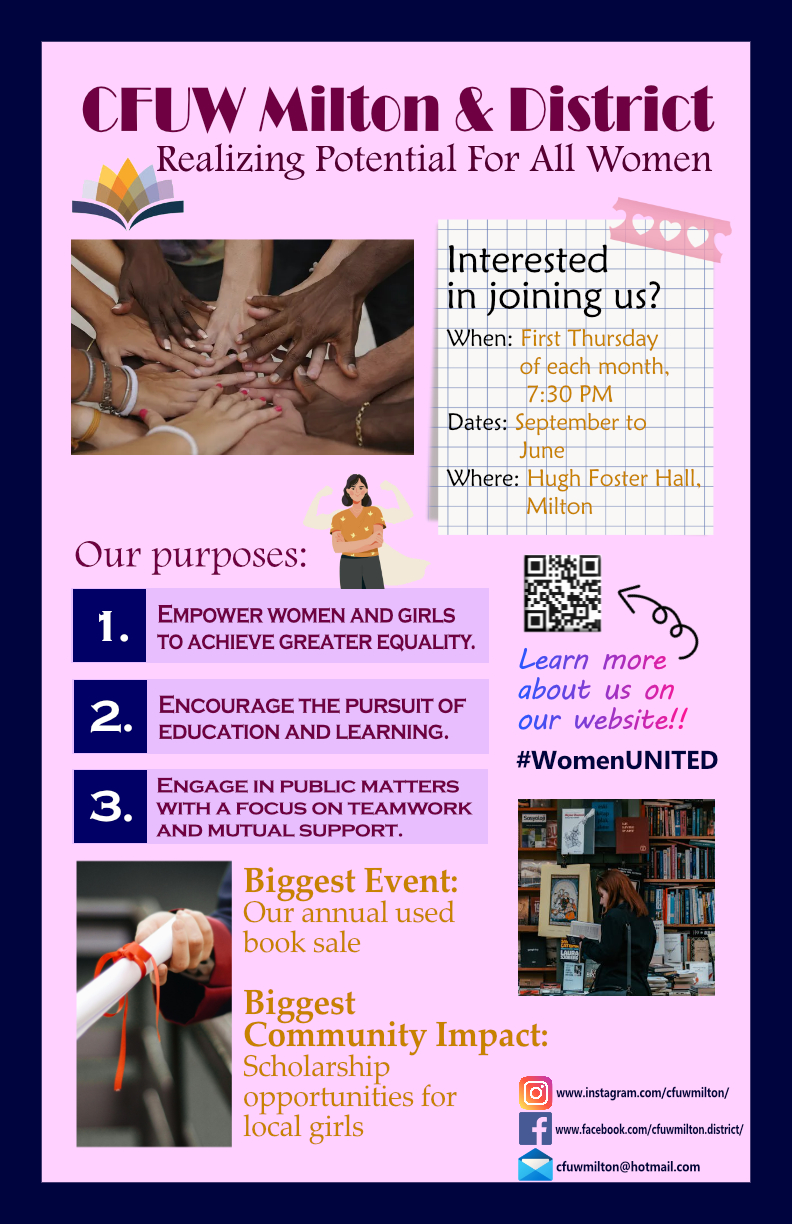 CFUW Milton & District
Realizing Potential For All Women
Interested
in joining us?
When: First Thursday
of each month,
7:30 PM
Dates: September to
June
Where: Hugh Foster Hall,
Milton
Our purposes:
1. EMPOWER WOMEN AND GIRLS
TO ACHIEVE GREATER EQUALITY.
2. ENCOURAGE THE PURSUIT OF
EDUCATION AND LEARNING.
3. ENGAGE IN PUBLIC MATTERS
WITH A FOCUS ON TEAMWORK
AND MUTUAL SUPPORT.
Learn more
about us on
our website!!
#WomenUNITED
Biggest Event:
Our annual used
book sale
Biggest
Community Impact:
Scholarship
opportunities for
local girls
www.instagram.com/cfuwmilton/
www.facebook.com/cfuwmilton.district/
cfuwmilton@hotmail.com